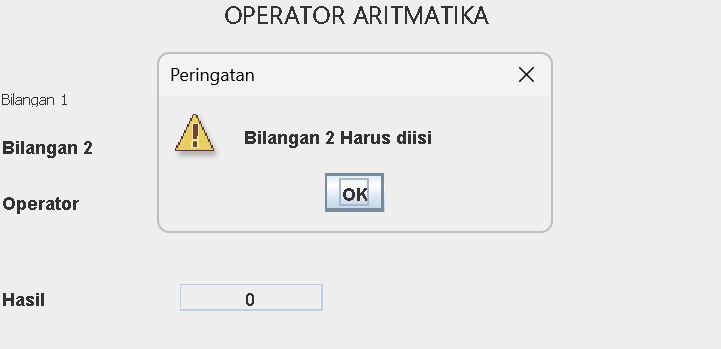 OPERATOR ARITMATIKA
Peringatan
Bilangan 1
Bilangan 2 Harus diisi
Bilangan 2
OK
Operator
Hasil
0